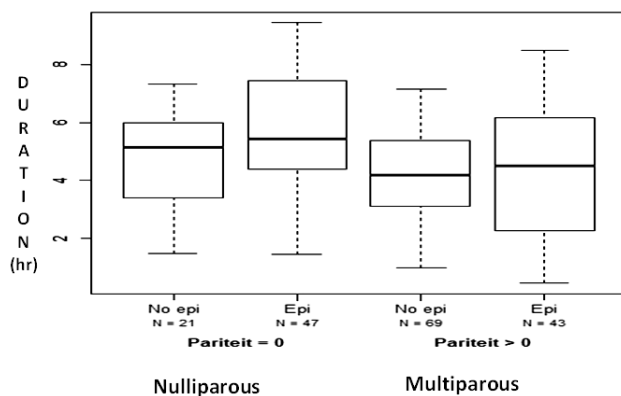 DURATION
(hr)
8
6
4
2
No epi Epi No epi Epi
N = 21 N = 47 N = 69 N = 43
Pariteit = 0 Pariteit > 0
Nulliparous Multiparous